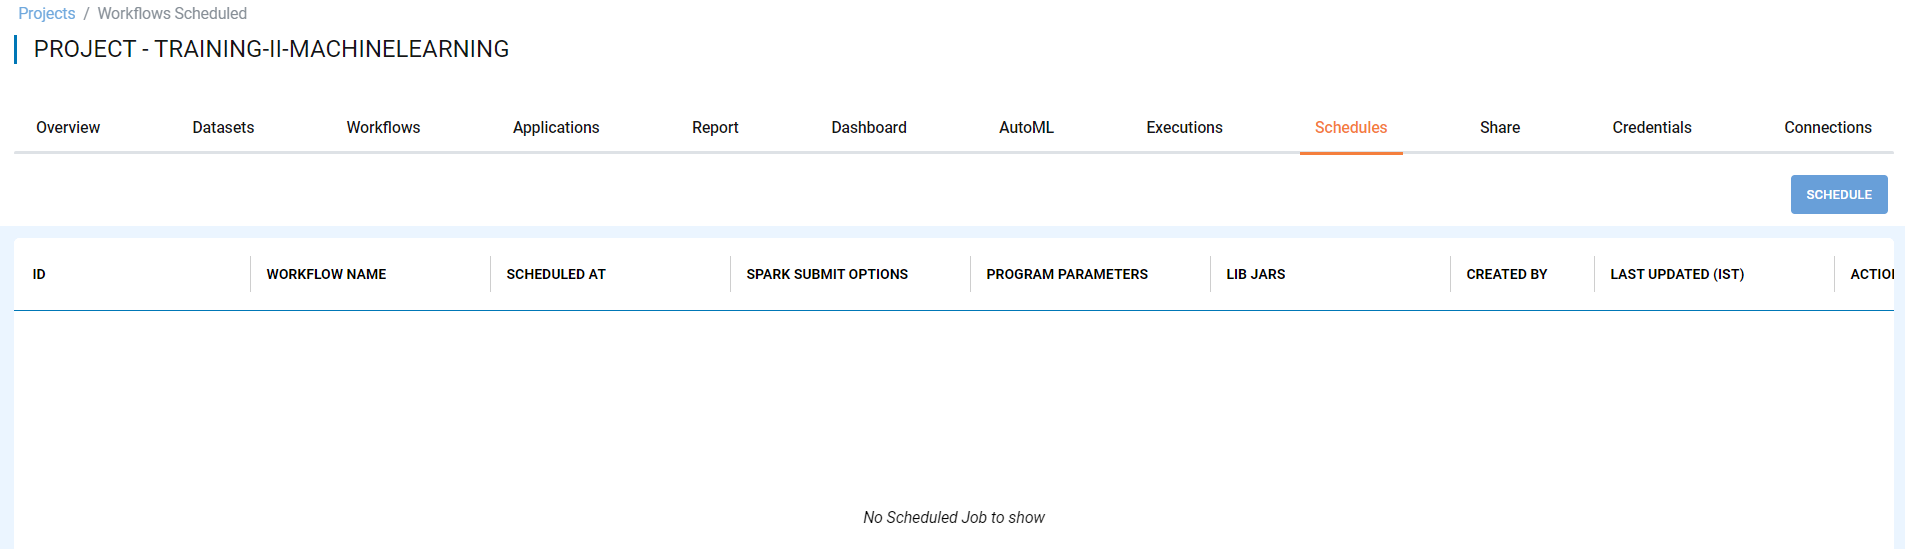 Projects / Workflows Scheduled
PROJECT - TRAINING-II-MACHINELEARNING
Overview Datasets Workflows Applications Report Dashboard AutoML Executions Schedules Share Credentials Connections
SCHEDULE
ID WORKFLOW NAME SCHEDULED AT SPARK SUBMIT OPTIONS PROGRAM PARAMETERS LIB JARS CREATED BY LAST UPDATED (IST)
No Scheduled Job to show